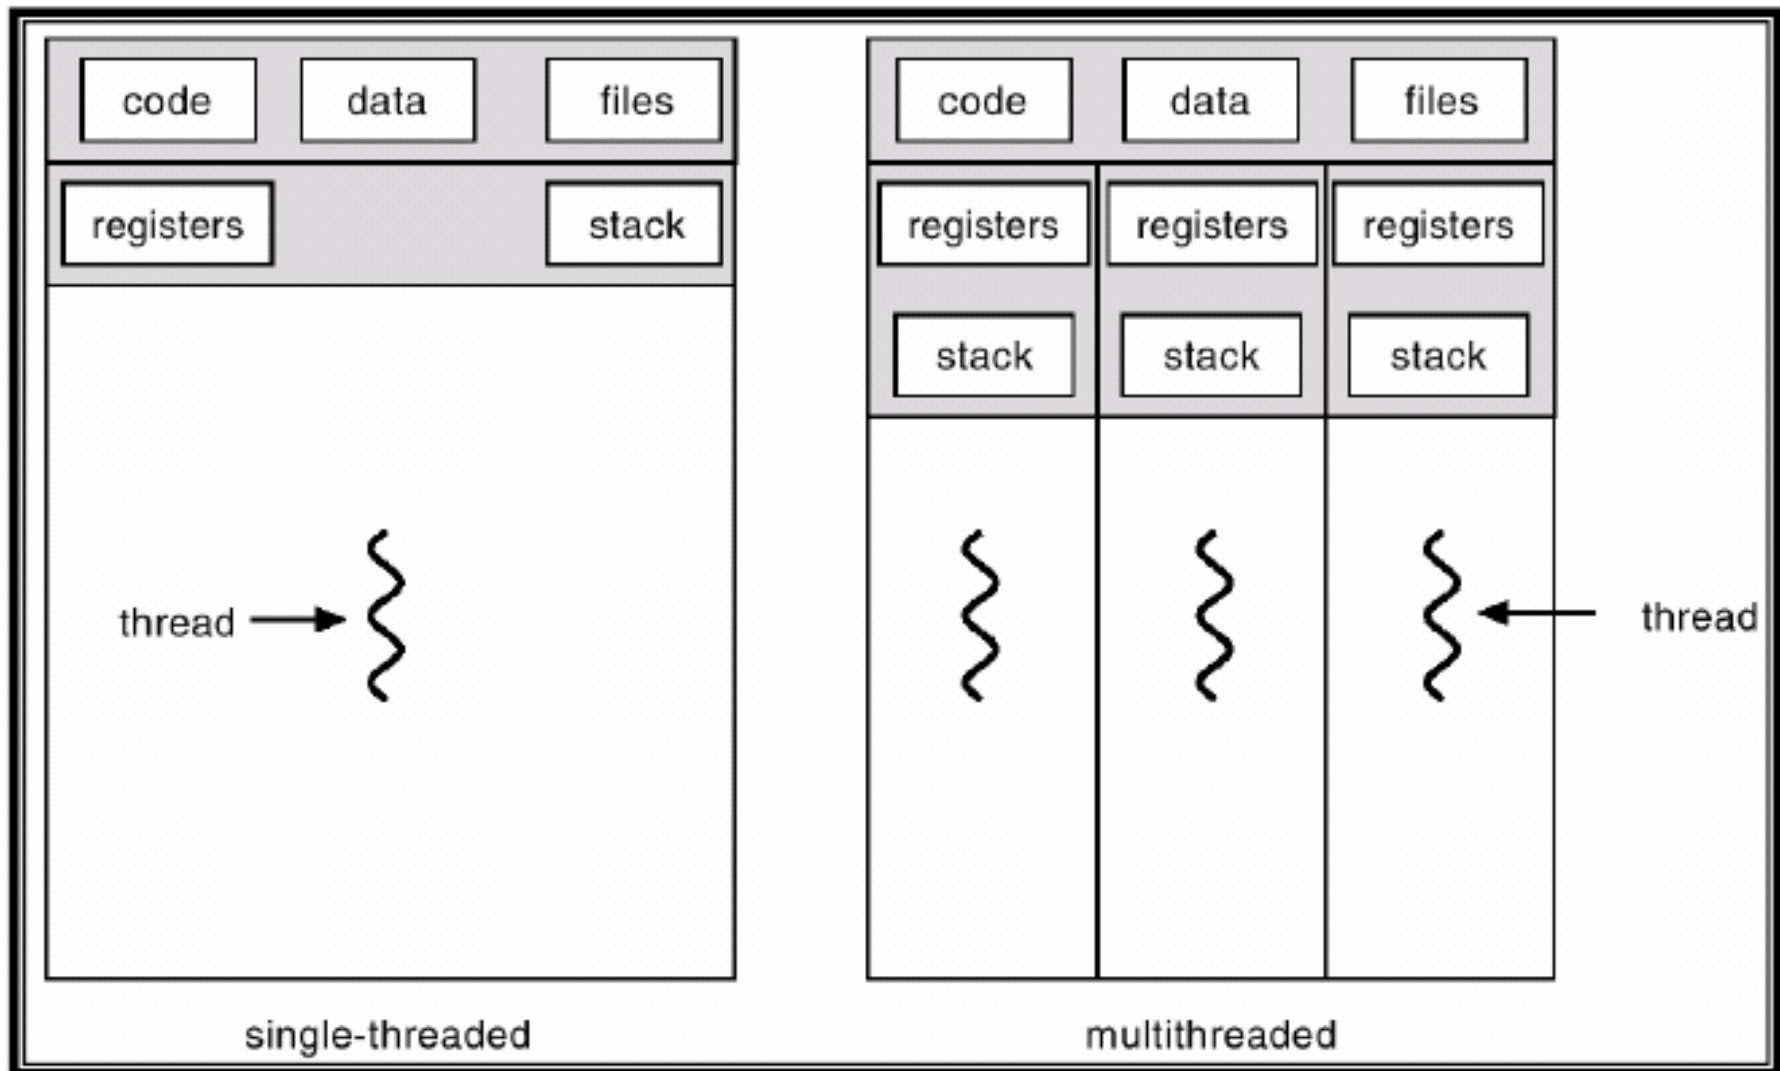 code data files
registers stack
thread
single-threaded
code data files
registers registers registers
stack stack stack
thread
multithreaded